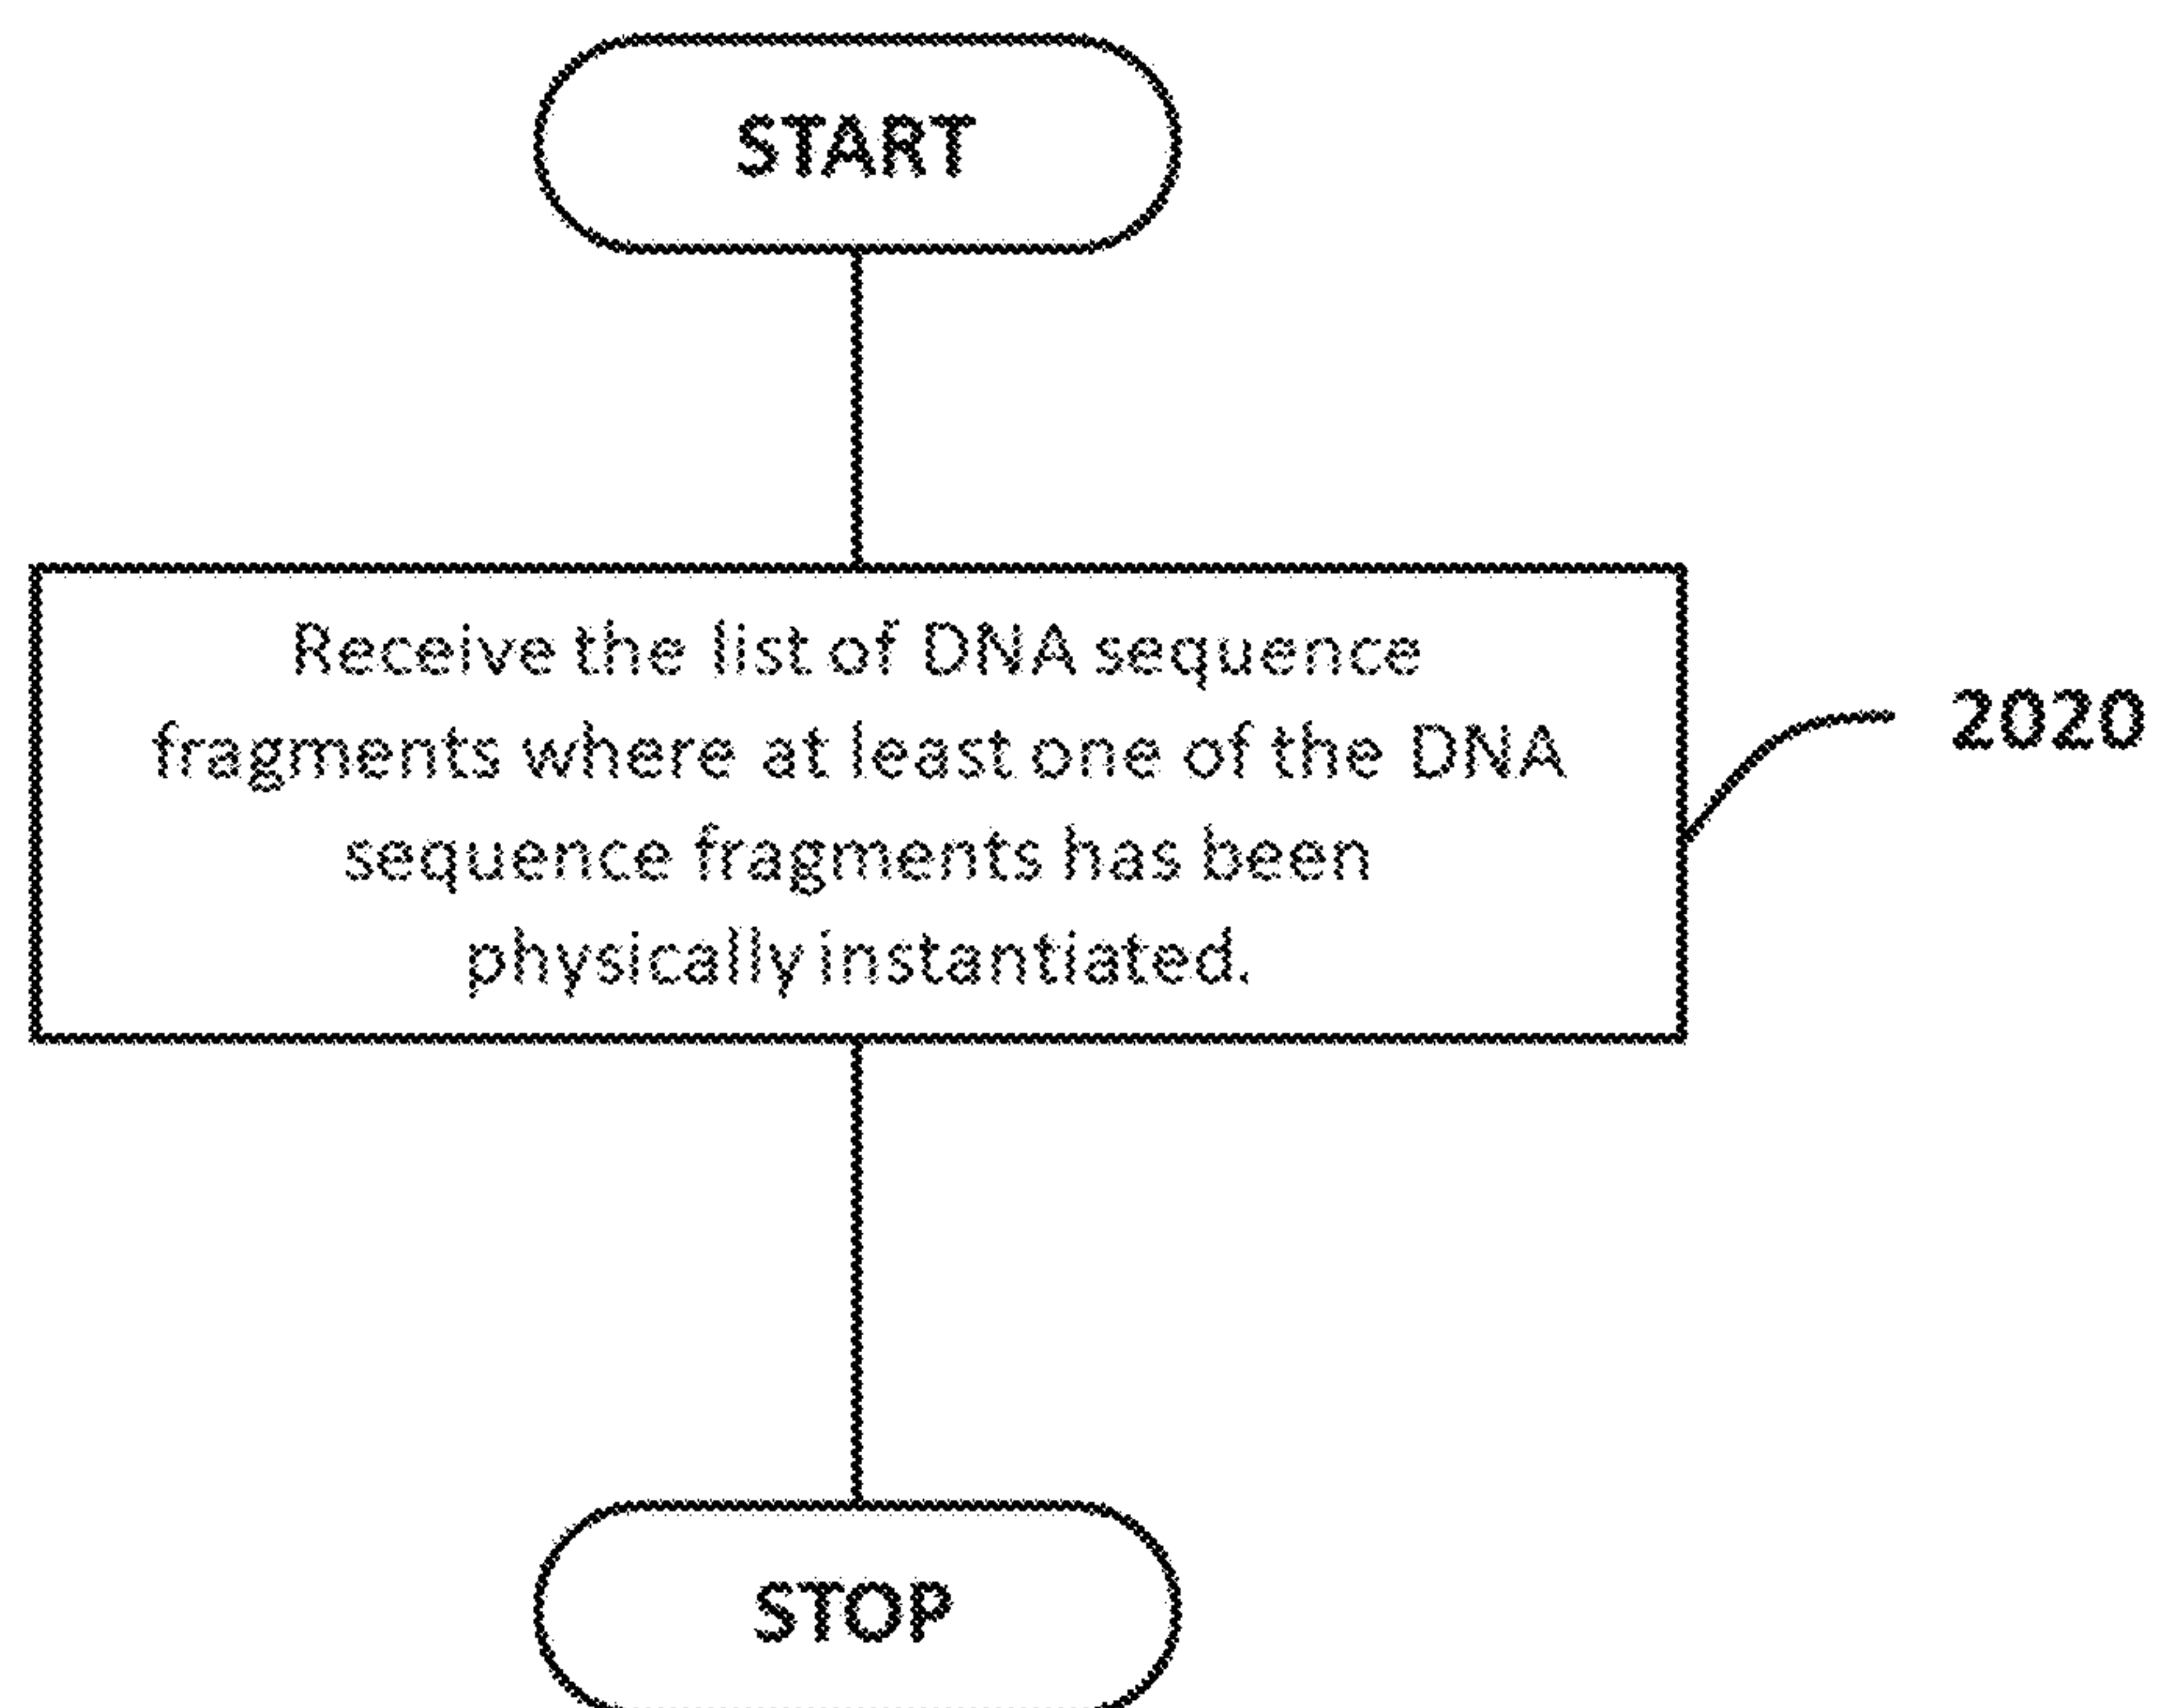 START
Receive the list of DNA sequence
fragments where at least one of the DNA
sequence fragments has been
physically instantiated.
2020
STOP